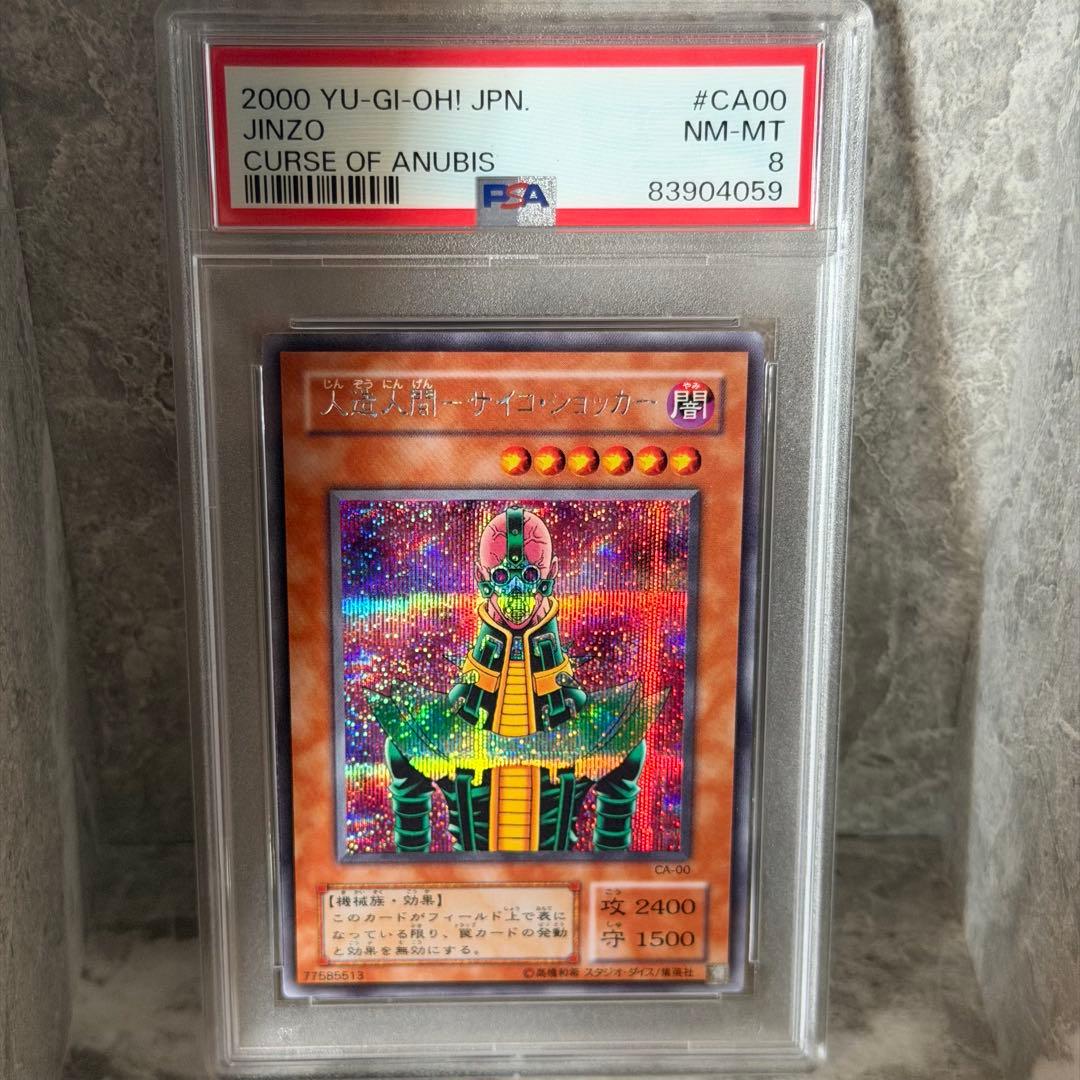 2000 YU-GI-OH! JPN. #CA00
JINZO NM-MT
CURSE OF ANUBIS 8
PSA 83904059
じん ぞう にん げん
人造人間-サイコ・ショッカー
やみ
闇
CA-00
【機械族・効果】
このカードがフィールド上で表に
なっている限り、罠カードの発動
と効果を無効にする。
こう
攻 2400
しゅ
守 1500
77585513
©高橋和希 スタジオ・ダイス/集英社